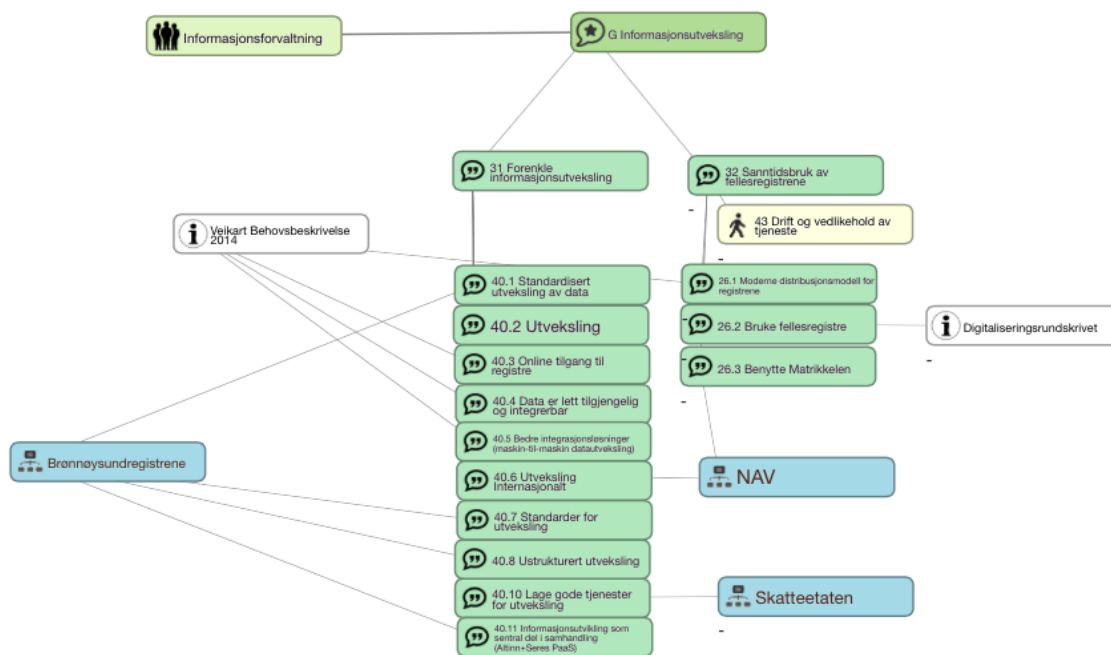 Informasjonsforvaltning
G Informasjonsutveksling
31 Forenkle
informasjonsutveksling
32 Sanntidsbruk av
fellesregistrene
43 Drift og vedlikehold av
tjeneste
Veikart Behovsbeskrivelse
2014
40.1 Standardisert
utveksling av data
40.2 Utveksling
40.3 Online tilgang til
registre
40.4 Data er lett tilgjengelig
og integrerbar
40.5 Bedre integrasjonsløsninger
(maskin-til-maskin datautveksling)
40.6 Utveksling
Internasjonalt
40.7 Standarder for
utveksling
40.8 Ustrukturert utveksling
40.10 Lage gode tjenester
for utveksling
40.11 Informasjonsutvikling som
sentral del i samhandling
(Altinn+Seres PaaS)
26.1 Moderne distribusjonsmodell for
registrene
26.2 Bruke fellesregistre
26.3 Benytte Matrikkelen
Digitaliseringsrundskrivet
Brønnøysundregistrene
NAV
Skatteetaten